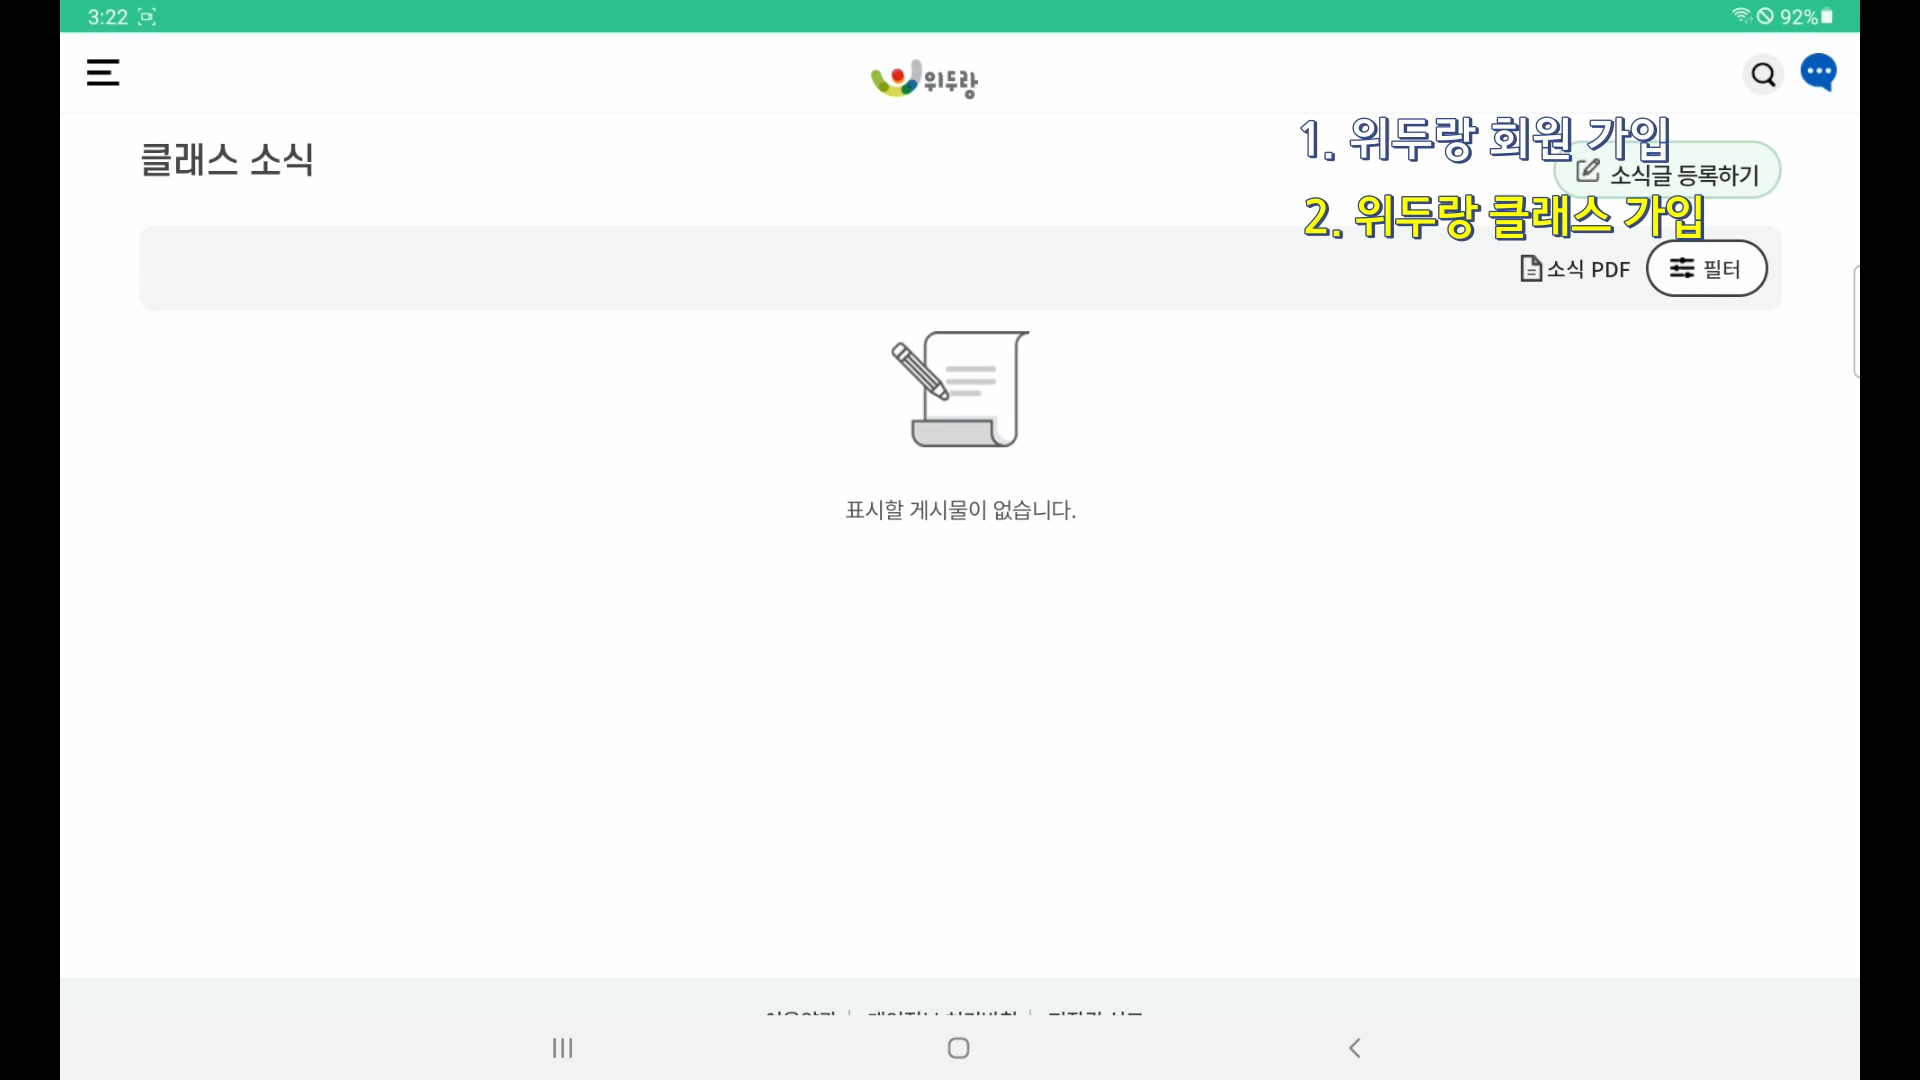 3:22
92%
위두랑
1. 위두랑 회원 가입
클래스 소식
소식글 등록하기
2. 위두랑 클래스 가입
소식 PDF
필터
표시할 게시물이 없습니다.